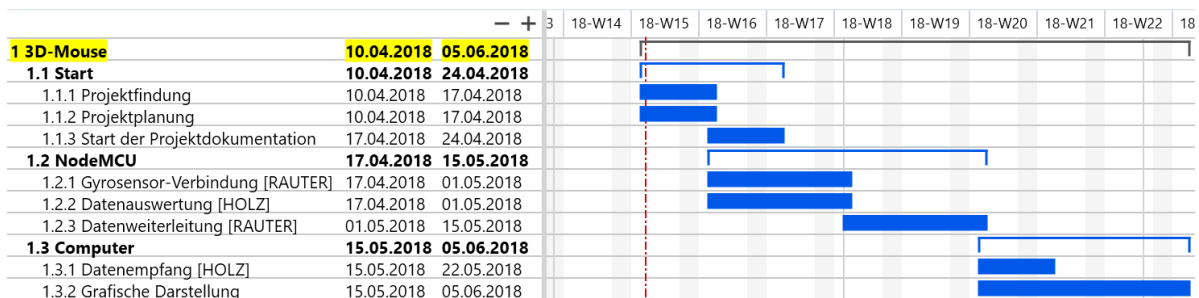 − + 3 18-W14 18-W15 18-W16 18-W17 18-W18 18-W19 18-W20 18-W21 18-W22 18
1 3D-Mouse 10.04.2018 05.06.2018
1.1 Start 10.04.2018 24.04.2018
1.1.1 Projektfindung 10.04.2018 17.04.2018
1.1.2 Projektplanung 10.04.2018 17.04.2018
1.1.3 Start der Projektdokumentation 17.04.2018 24.04.2018
1.2 NodeMCU 17.04.2018 15.05.2018
1.2.1 Gyrosensor-Verbindung [RAUTER] 17.04.2018 01.05.2018
1.2.2 Datenauswertung [HOLZ] 17.04.2018 01.05.2018
1.2.3 Datenweiterleitung [RAUTER] 01.05.2018 15.05.2018
1.3 Computer 15.05.2018 05.06.2018
1.3.1 Datenempfang [HOLZ] 15.05.2018 22.05.2018
1.3.2 Grafische Darstellung 15.05.2018 05.06.2018